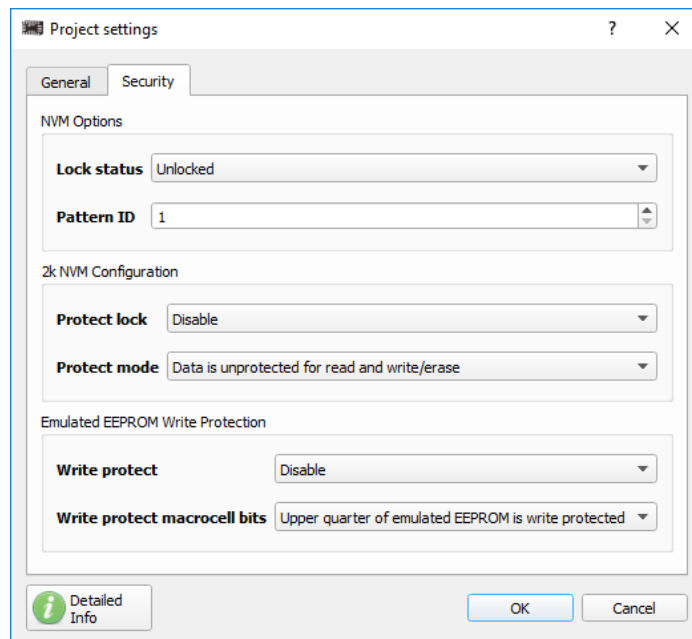 Project settings
?
General
Security
NVM Options
Lock status Unlocked
Pattern ID 1
2k NVM Configuration
Protect lock Disable
Protect mode Data is unprotected for read and write/erase
Emulated EEPROM Write Protection
Write protect Disable
Write protect macrocell bits Upper quarter of emulated EEPROM is write protected
Detailed
Info
OK
Cancel